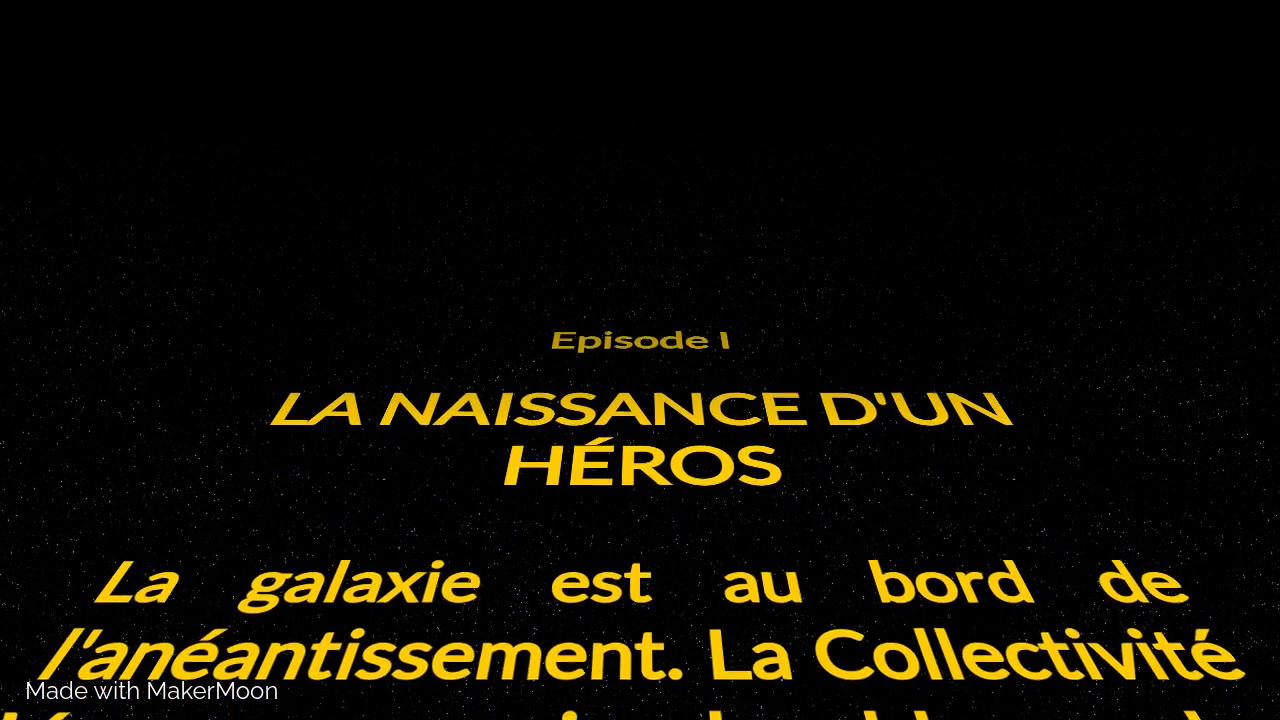 Episode I
LA NAISSANCE D'UN
HÉROS
La galaxie est au bord de
l'anéantissement. La Collectivité
Made with MakerMoon